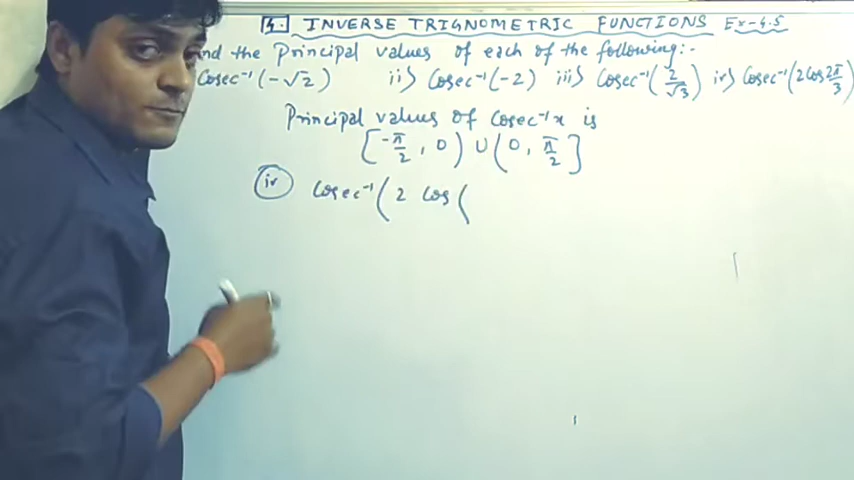 4. INVERSE TRIGNOMETRIC FUNCTIONS Ex-4.5
nd the Principal values of each of the following:-
Cosec⁻¹(-√2) ii) Cosec⁻¹(-2) iii) Cosec⁻¹(2/√3) iv) Cosec⁻¹(2Cos 2π/3)
Principal values of Cosec⁻¹x is
[-π/2, 0) ∪ (0, π/2]
iv Cosec⁻¹(2 Cos(